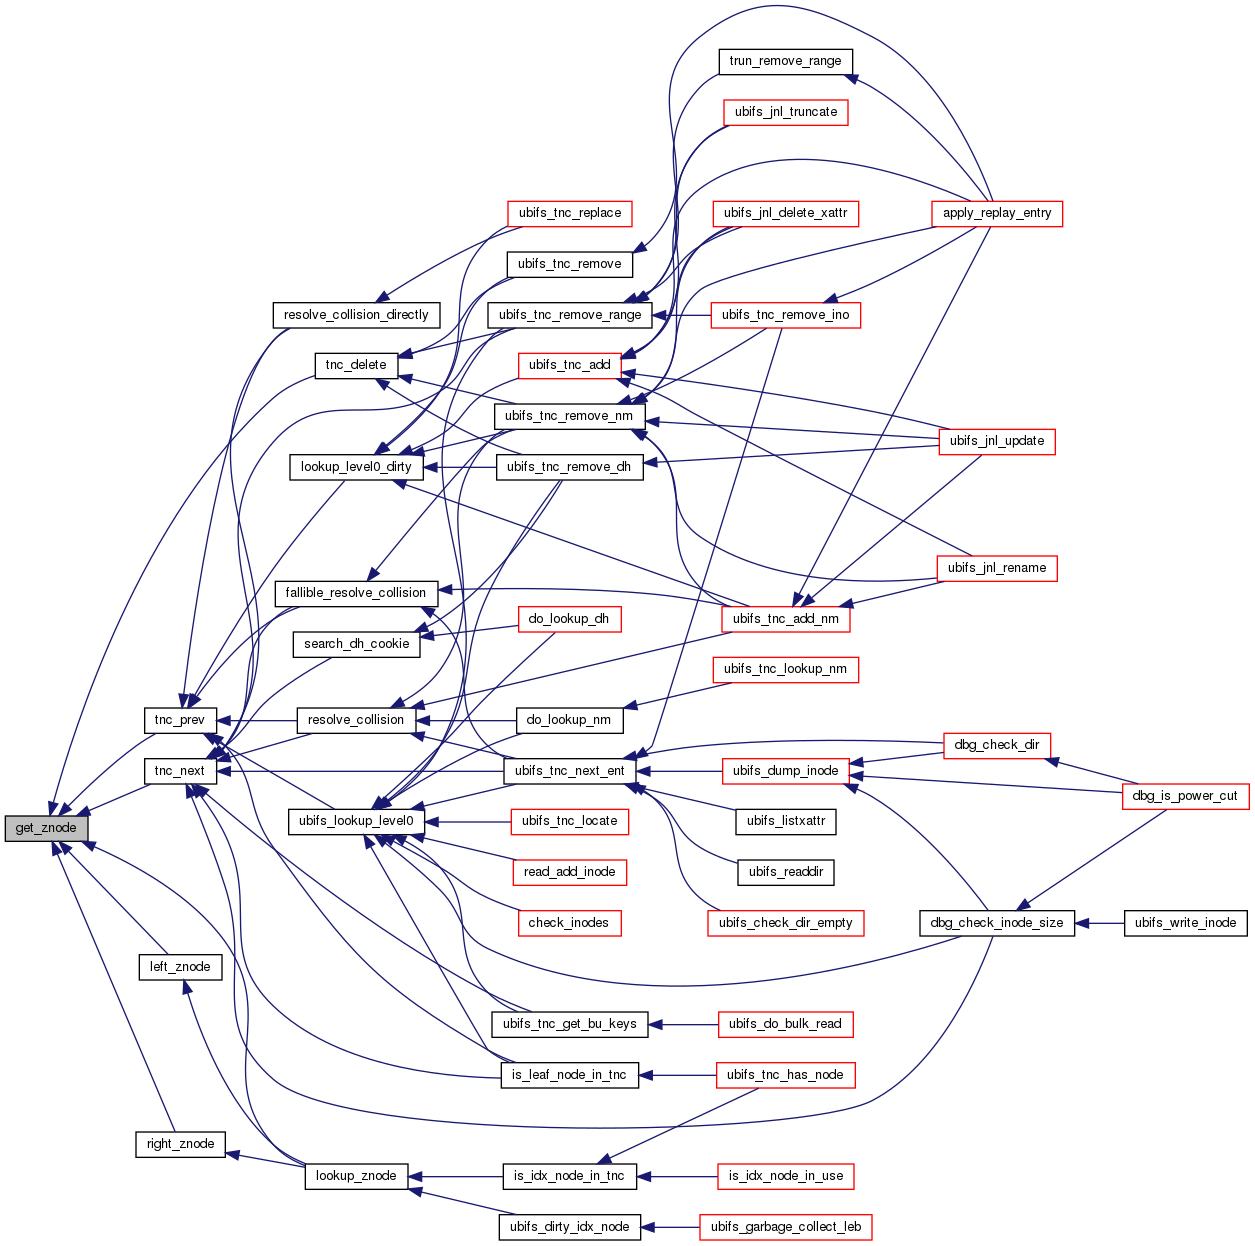 trun_remove_range
ubifs_jnl_truncate
ubifs_tnc_replace
ubifs_jnl_delete_xattr
apply_replay_entry
ubifs_tnc_remove
resolve_collision_directly
ubifs_tnc_remove_range
ubifs_tnc_remove_ino
tnc_delete
ubifs_tnc_add
ubifs_tnc_remove_nm
ubifs_jnl_update
lookup_level0_dirty
ubifs_tnc_remove_dh
ubifs_jnl_rename
fallible_resolve_collision
do_lookup_dh
ubifs_tnc_add_nm
search_dh_cookie
ubifs_tnc_lookup_nm
tnc_prev
resolve_collision
do_lookup_nm
dbg_check_dir
tnc_next
ubifs_tnc_next_ent
ubifs_dump_inode
dbg_is_power_cut
get_znode
ubifs_lookup_level0
ubifs_tnc_locate
ubifs_listxattr
read_add_inode
ubifs_readdir
check_inodes
ubifs_check_dir_empty
dbg_check_inode_size
ubifs_write_inode
left_znode
ubifs_tnc_get_bu_keys
ubifs_do_bulk_read
is_leaf_node_in_tnc
ubifs_tnc_has_node
right_znode
lookup_znode
is_idx_node_in_tnc
is_idx_node_in_use
ubifs_dirty_idx_node
ubifs_garbage_collect_leb